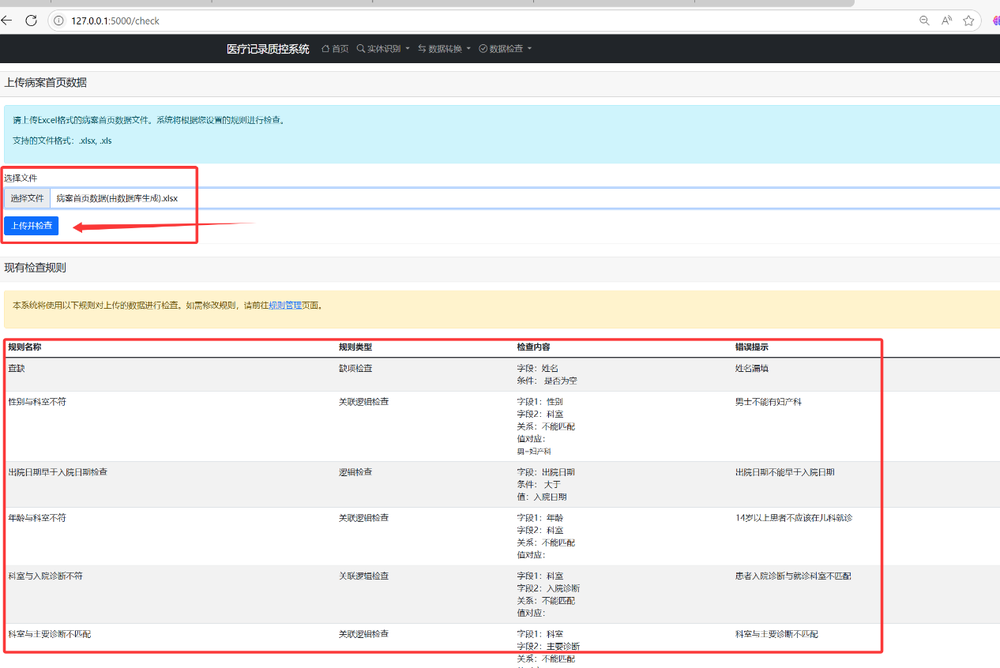 127.0.0.1:5000/check
医疗记录质控系统 首页 实体识别 数据转换 数据检查
上传病案首页数据
请上传Excel格式的病案首页数据文件。系统将根据您设置的规则进行检查。
支持的文件格式：.xlsx, .xls
选择文件
选择文件 病案首页数据(由数据库生成).xlsx
上传并检查
现有检查规则
本系统将使用以下规则对上传的数据进行检查。如需修改规则，请前往规则管理页面。
规则名称 规则类型 检查内容 错误提示
查缺 缺项检查 字段：姓名 姓名漏填
条件： 是否为空
性别与科室不符 关联逻辑检查 字段1：性别 男士不能有妇产科
字段2：科室
关系：不能匹配
值对应：
男=妇产科
出院日期早于入院日期检查 逻辑检查 字段：出院日期 出院日期不能早于入院日期
条件： 大于
值：入院日期
年龄与科室不符 关联逻辑检查 字段1：年龄 14岁以上患者不应该在儿科就诊
字段2：科室
关系：不能匹配
值对应：
科室与入院诊断不符 关联逻辑检查 字段1：科室 患者入院诊断与就诊科室不匹配
字段2：入院诊断
关系：不能匹配
值对应：
科室与主要诊断不匹配 关联逻辑检查 字段1：科室 科室与主要诊断不匹配
字段2：主要诊断
关系：不能匹配